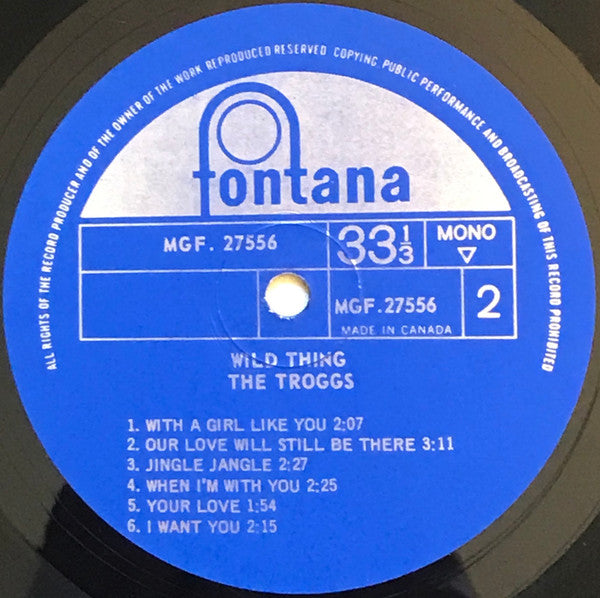 ALL RIGHTS OF THE RECORD PRODUCER AND OF THE OWNER OF THE WORK REPRODUCED RESERVED COPYING, PUBLIC PERFORMANCE AND BROADCASTING OF THIS RECORD PROHIBITED
fontana
MGF. 27556
33⅓
MONO
MGF.27556
MADE IN CANADA
2
WILD THING
THE TROGGS
1. WITH A GIRL LIKE YOU 2:07
2. OUR LOVE WILL STILL BE THERE 3:11
3. JINGLE JANGLE 2:27
4. WHEN I'M WITH YOU 2:25
5. YOUR LOVE 1:54
6. I WANT YOU 2:15